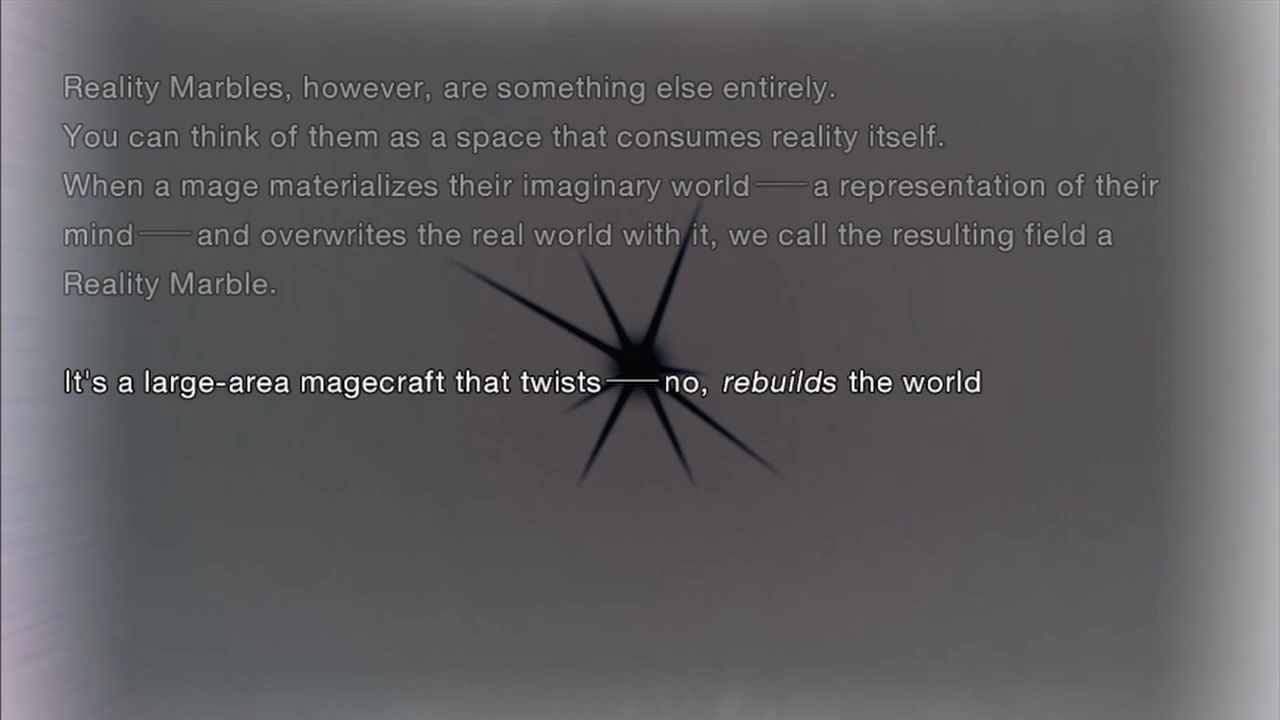 Reality Marbles, however, are something else entirely.
You can think of them as a space that consumes reality itself.
When a mage materializes their imaginary world——a representation of their
mind——and overwrites the real world with it, we call the resulting field a
Reality Marble.
It's a large-area magecraft that twists——no, rebuilds the world